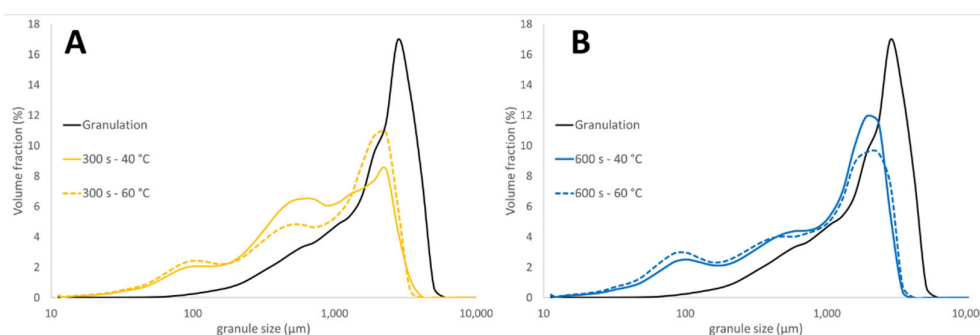 A
Volume fraction (%)
18
16
14
12
10
8
6
4
2
0
Granulation
300 s - 40 °C
300 s - 60 °C
10
100
1,000
10,000
granule size (µm)
B
Volume fraction (%)
18
16
14
12
10
8
6
4
2
0
Granulation
600 s - 40 °C
600 s - 60 °C
10
100
1,000
10,000
granule size (µm)